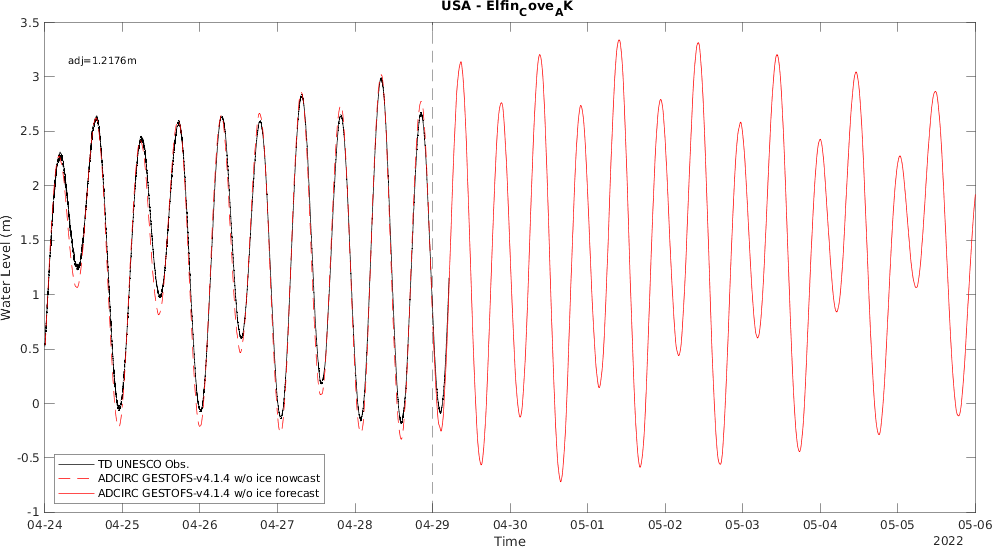 USA - ElfinCoveAK
3.5
adj=1.2176m
3
2.5
2
1.5
1
0.5
0
-0.5
-1
Water Level (m)
TD UNESCO Obs.
ADCIRC GESTOFS-v4.1.4 w/o ice nowcast
ADCIRC GESTOFS-v4.1.4 w/o ice forecast
04-24 04-25 04-26 04-27 04-28 04-29 04-30 05-01 05-02 05-03 05-04 05-05 05-06
Time
2022